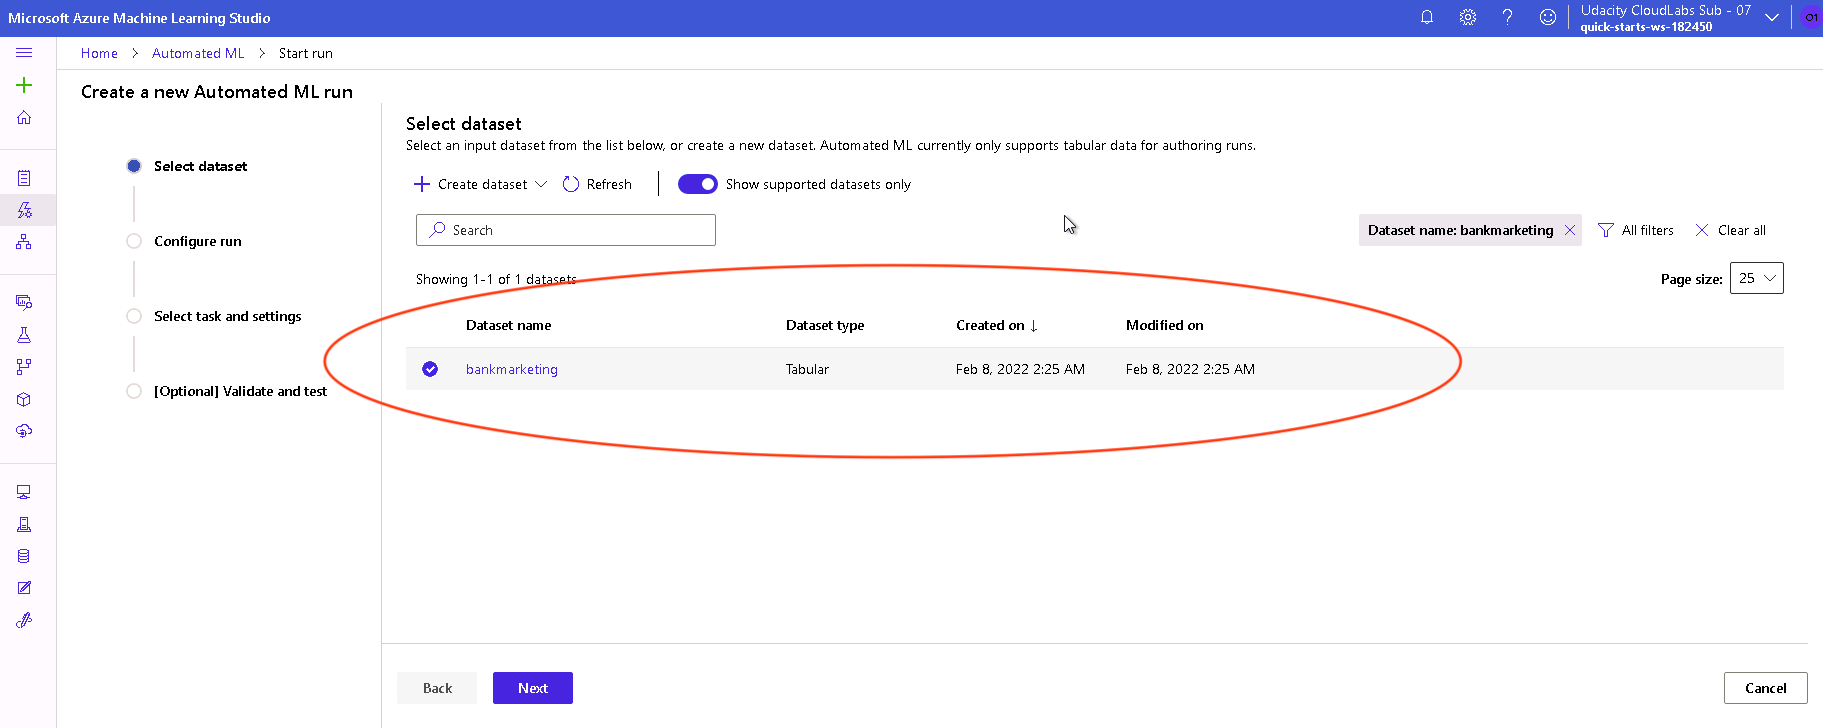 Microsoft Azure Machine Learning Studio
Udacity CloudLabs Sub - 07
quick-starts-ws-182450
O1
Home > Automated ML > Start run
Create a new Automated ML run
Select dataset
Configure run
Select task and settings
[Optional] Validate and test
Select dataset
Select an input dataset from the list below, or create a new dataset. Automated ML currently only supports tabular data for authoring runs.
Create dataset Refresh Show supported datasets only
Search
Dataset name: bankmarketing All filters Clear all
Showing 1-1 of 1 datasets
Page size: 25
Dataset name Dataset type Created on ↓ Modified on
bankmarketing Tabular Feb 8, 2022 2:25 AM Feb 8, 2022 2:25 AM
Back Next Cancel